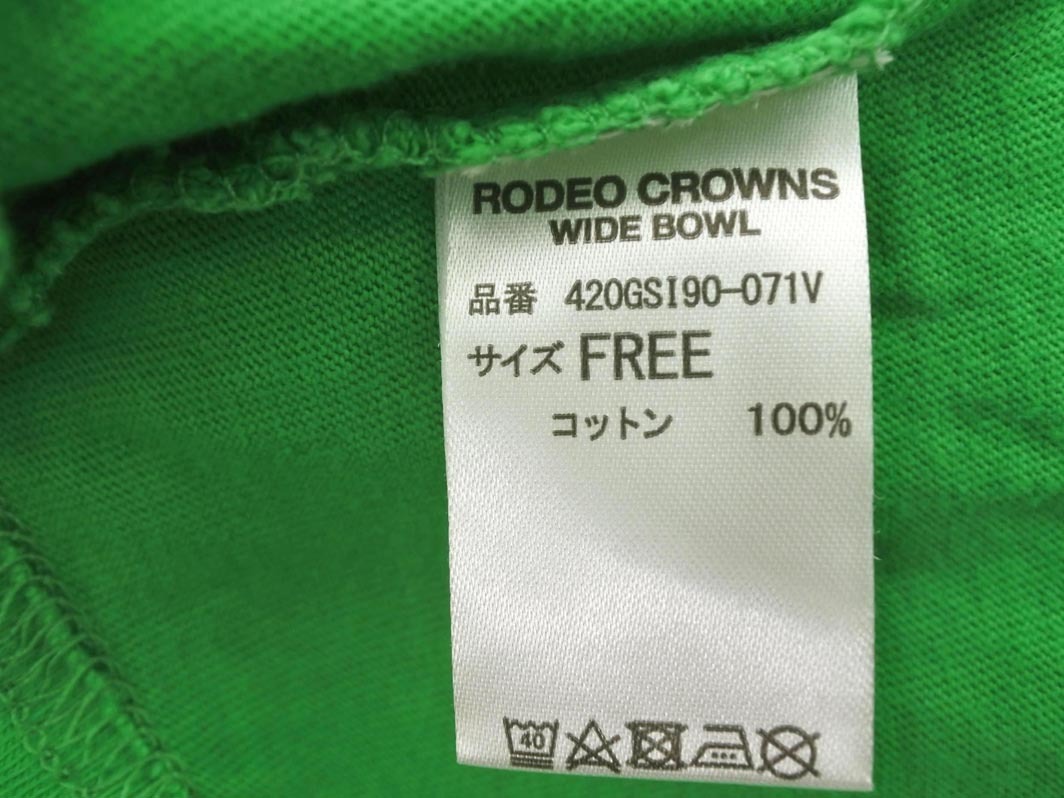 RODEO CROWNS
WIDE BOWL
品番 420GSI90-071V
サイズ FREE
コットン 100%
40